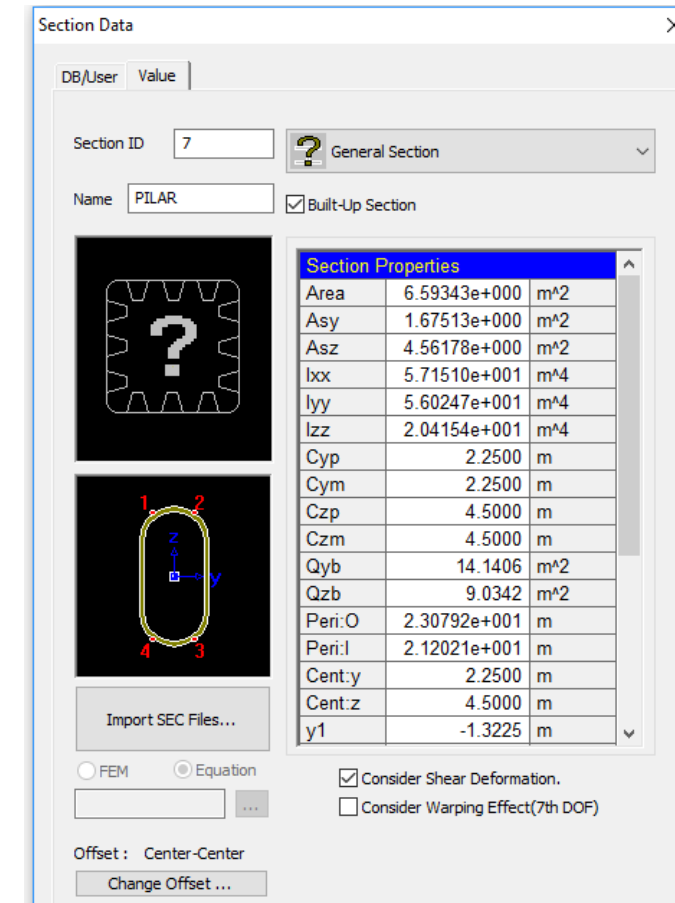 Section Data
DB/User Value
Section ID 7 General Section
Name PILAR Built-Up Section
Section Properties
Area 6.59343e+000 m^2
Asy 1.67513e+000 m^2
Asz 4.56178e+000 m^2
Ixx 5.71510e+001 m^4
Iyy 5.60247e+001 m^4
Izz 2.04154e+001 m^4
Cyp 2.2500 m
Cym 2.2500 m
Czp 4.5000 m
Czm 4.5000 m
Qyb 14.1406 m^2
Qzb 9.0342 m^2
Peri:O 2.30792e+001 m
Peri:I 2.12021e+001 m
Cent:y 2.2500 m
Cent:z 4.5000 m
y1 -1.3225 m
?
1 2
z
y
4 3
Import SEC Files...
FEM Equation
...
Consider Shear Deformation.
Consider Warping Effect(7th DOF)
Offset : Center-Center
Change Offset ...